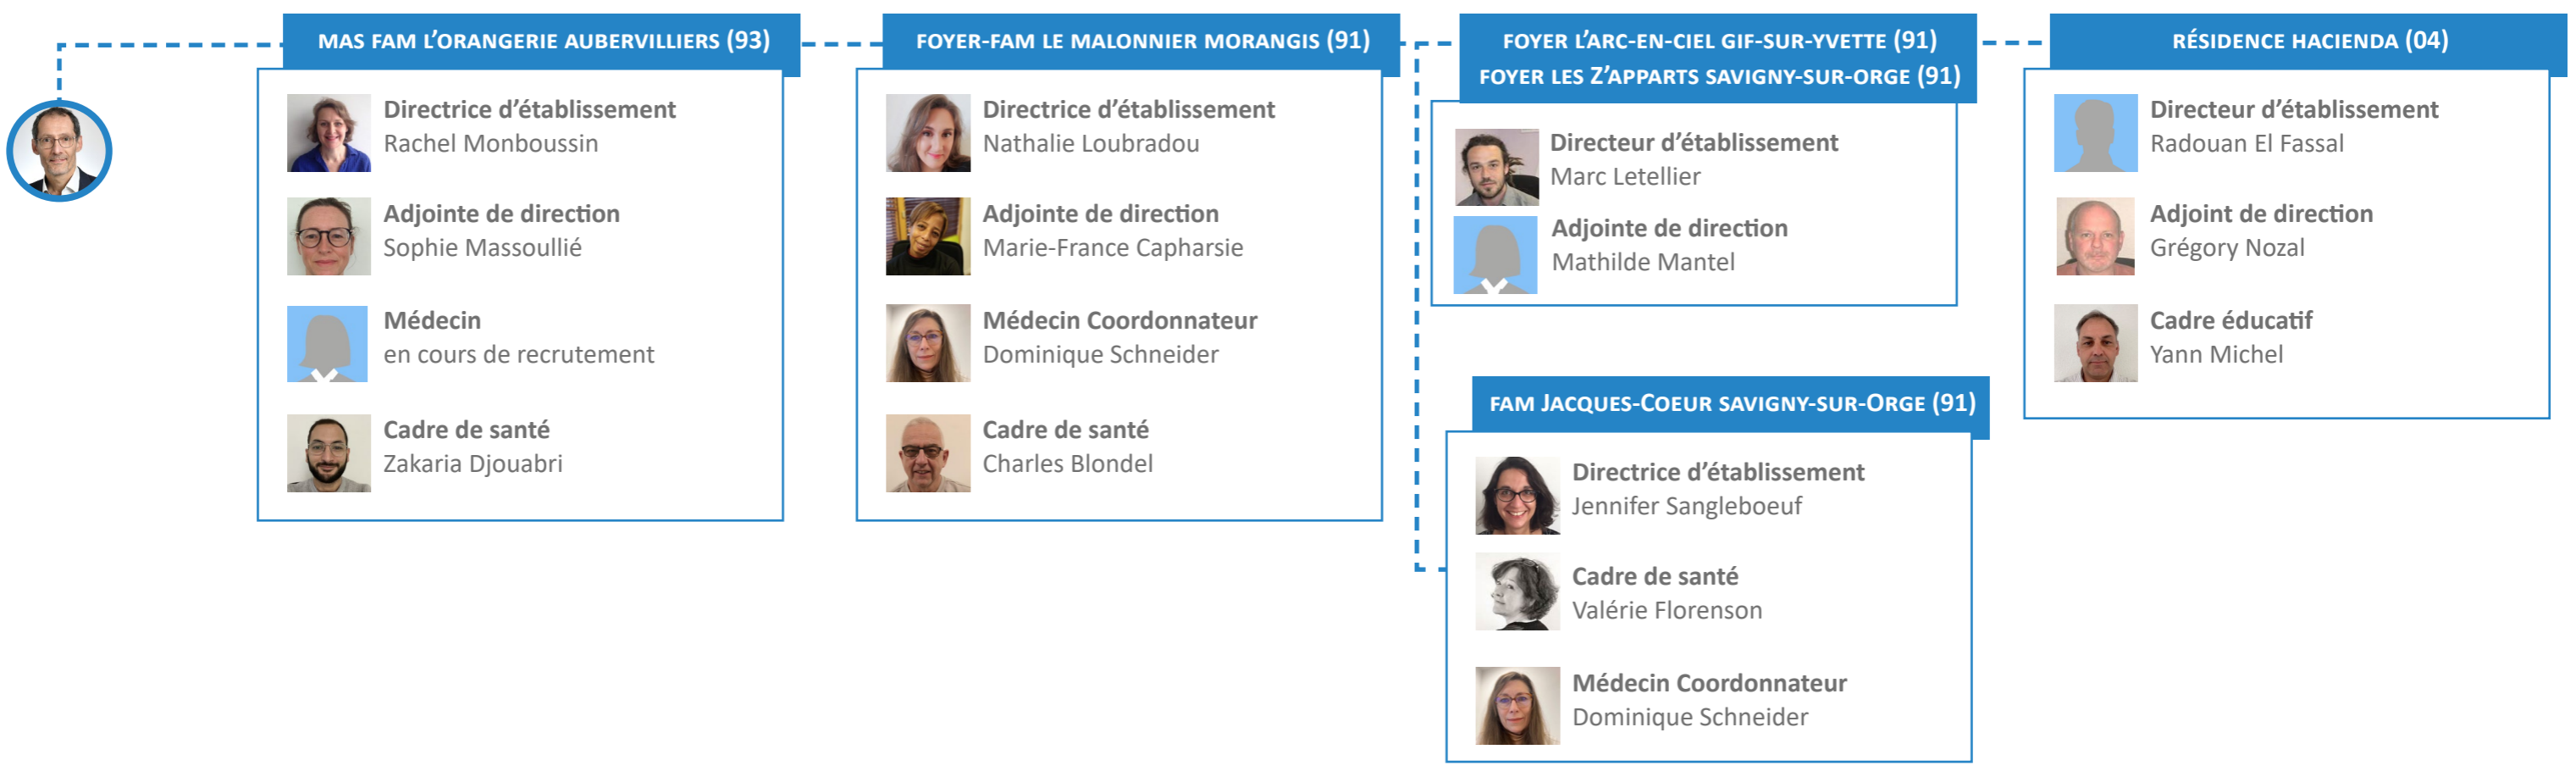 MAS FAM L'ORANGERIE AUBERVILLIERS (93)
Directrice d'établissement
Rachel Monboussin
Adjointe de direction
Sophie Massoullié
Médecin
en cours de recrutement
Cadre de santé
Zakaria Djouabri
FOYER-FAM LE MALONNIER MORANGIS (91)
Directrice d'établissement
Nathalie Loubradou
Adjointe de direction
Marie-France Capharsie
Médecin Coordonnateur
Dominique Schneider
Cadre de santé
Charles Blondel
FOYER L'ARC-EN-CIEL GIF-SUR-YVETTE (91)
FOYER LES Z'APPARTS SAVIGNY-SUR-ORGE (91)
Directeur d'établissement
Marc Letellier
Adjointe de direction
Mathilde Mantel
FAM JACQUES-COEUR SAVIGNY-SUR-ORGE (91)
Directrice d'établissement
Jennifer Sangleboeuf
Cadre de santé
Valérie Florenson
Médecin Coordonnateur
Dominique Schneider
RÉSIDENCE HACIENDA (04)
Directeur d'établissement
Radouan El Fassal
Adjoint de direction
Grégory Nozal
Cadre éducatif
Yann Michel